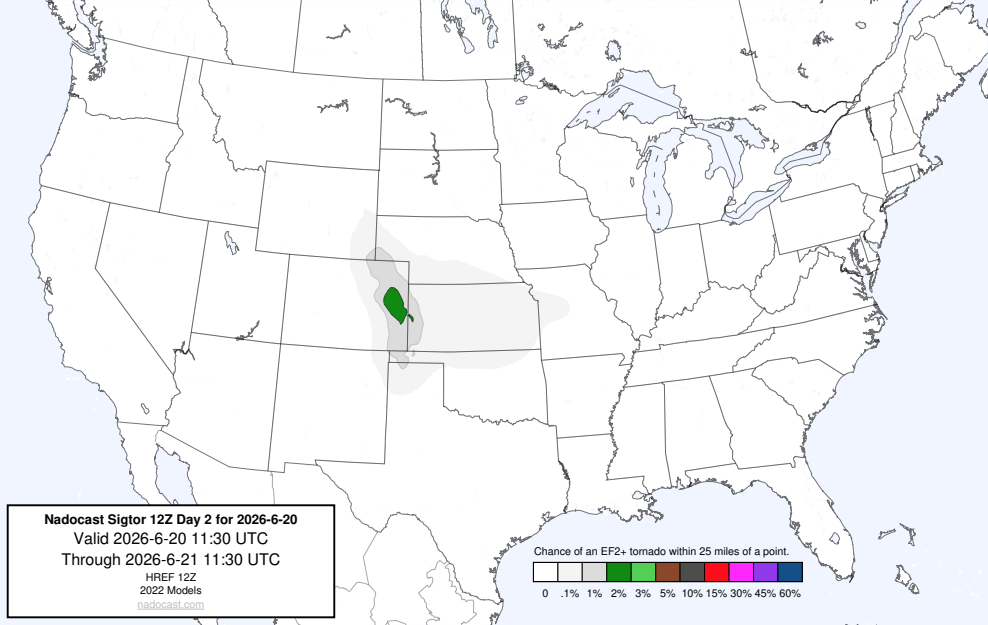 Nadocast Sigtor 12Z Day 2 for 2026-6-20
Valid 2026-6-20 11:30 UTC
Through 2026-6-21 11:30 UTC
HREF 12Z
2022 Models
nadocast.com
Chance of an EF2+ tornado within 25 miles of a point.
0 .1% 1% 2% 3% 5% 10% 15% 30% 45% 60%